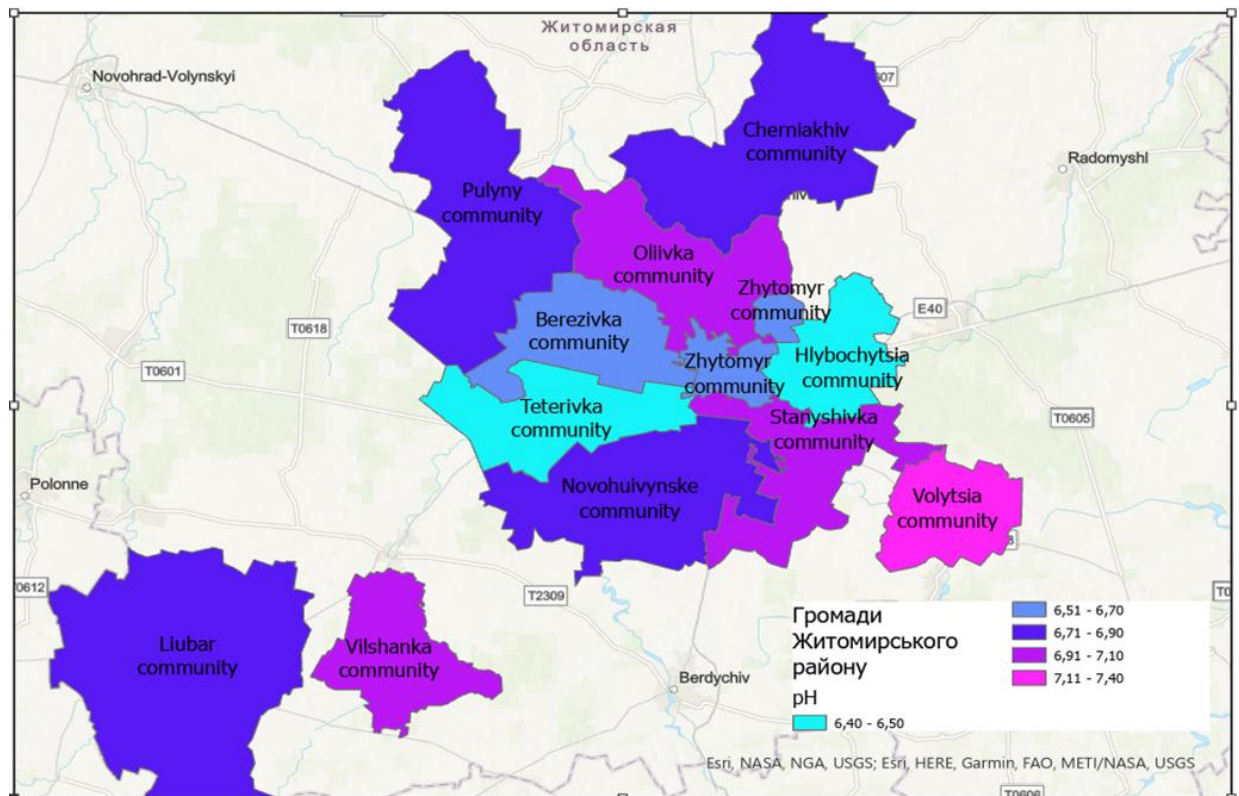 Житомирская
область
Novohrad-Volynskyi
Cherniakhiv
community
Radomyshl
Pulyny
community
Oliivka
community
Zhytomyr
community
E40
T0618
Berezivka
community
Zhytomyr
community
Hlybochytsia
community
T0601
Teterivka
community
Stanyshivka
community
T0605
Polonne
Novohuivynske
community
Volytsia
community
T0612
T2309
Liubar
community
Vilshanka
community
Berdychiv
Громади
Житомирського
району
pH
6,40 - 6,50
6,51 - 6,70
6,71 - 6,90
6,91 - 7,10
7,11 - 7,40
Esri, NASA, NGA, USGS; Esri, HERE, Garmin, FAO, METI/NASA, USGS
T0606